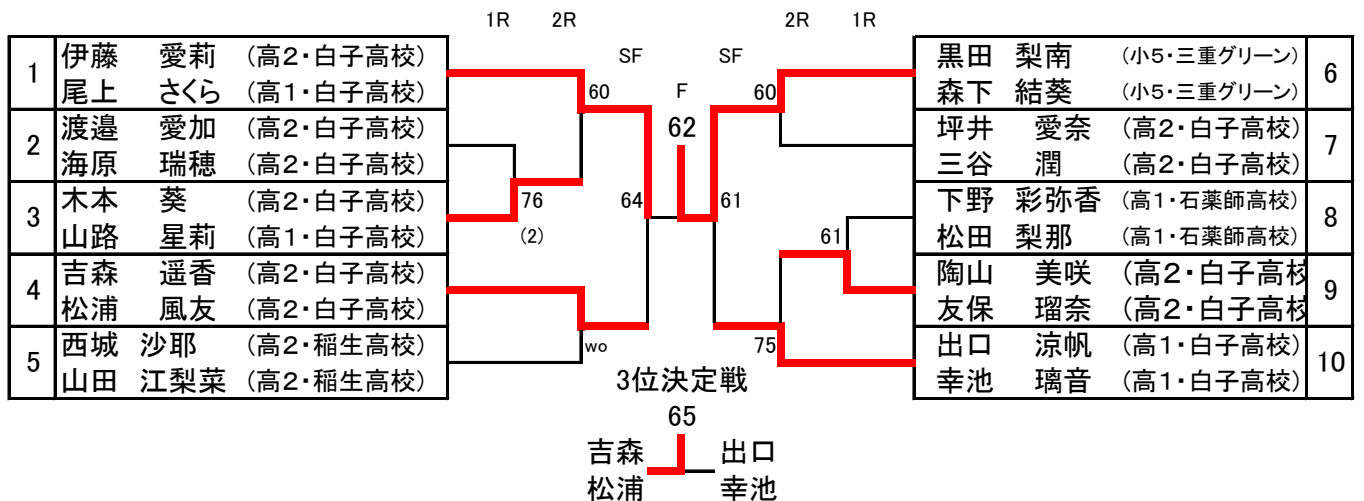 1R 2R 2R 1R
SF SF
F
1 伊藤 愛莉 (高2・白子高校)
尾上 さくら (高1・白子高校)
2 渡邉 愛加 (高2・白子高校)
海原 瑞穂 (高2・白子高校)
3 木本 葵 (高2・白子高校)
山路 星莉 (高1・白子高校)
4 吉森 遥香 (高2・白子高校)
松浦 風友 (高2・白子高校)
5 西城 沙耶 (高2・稲生高校)
山田 江梨菜 (高2・稲生高校)
60
76
(2)
64
wo
62
60
61
61
75
黒田 梨南 (小5・三重グリーン) 6
森下 結葵 (小5・三重グリーン)
坪井 愛奈 (高2・白子高校) 7
三谷 潤 (高2・白子高校)
下野 彩弥香 (高1・石薬師高校) 8
松田 梨那 (高1・石薬師高校)
陶山 美咲 (高2・白子高校 9
友保 瑠奈 (高2・白子高校
出口 涼帆 (高1・白子高校) 10
幸池 璃音 (高1・白子高校)
3位決定戦
65
吉森 出口
松浦 幸池